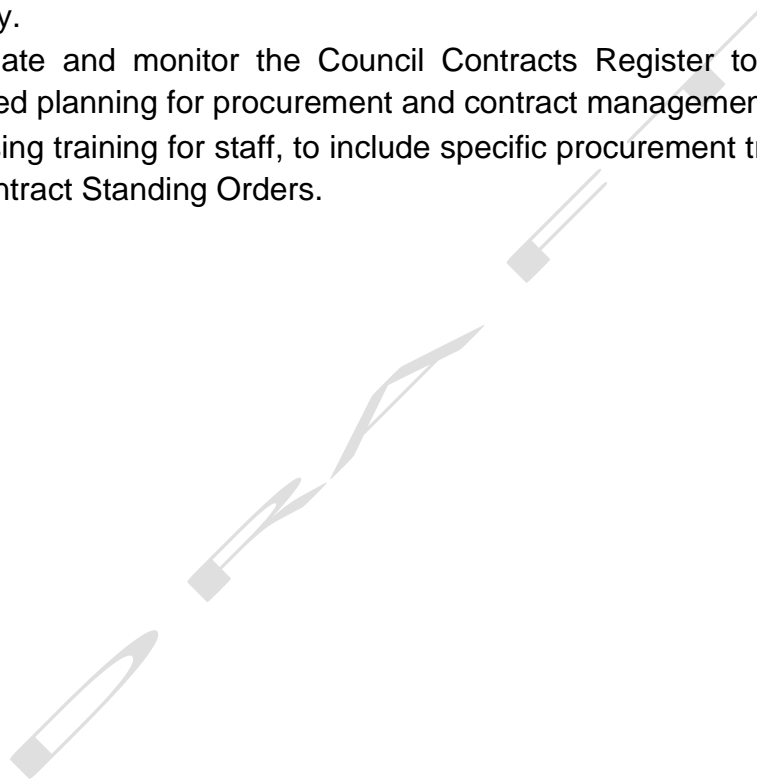 y.
ate and monitor the Council Contracts Register to
ed planning for procurement and contract managemen
ing training for staff, to include specific procurement t
ntract Standing Orders.